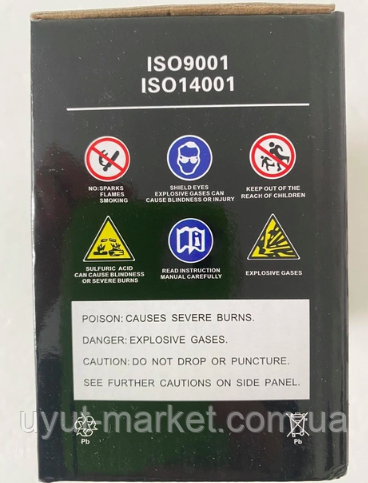 ISO9001
ISO14001
NO:SPARKS
FLAMES
SMOKING
SHIELD EYES
EXPLOSIVE GASES CAN
CAUSE BLINDNESS OR INJURY
KEEP OUT OF THE
REACH OF CHILDREN
SULFURIC ACID
CAN CAUSE BLINDNESS
OR SEVERE BURNS
READ INSTRUCTION
MANUAL CAREFULLY
EXPLOSIVE GASES
POISON: CAUSES SEVERE BURNS.
DANGER: EXPLOSIVE GASES.
CAUTION: DO NOT DROP OR PUNCTURE.
SEE FURTHER CAUTIONS ON SIDE PANEL.
uyut-market.com.ua
Pb
Pb